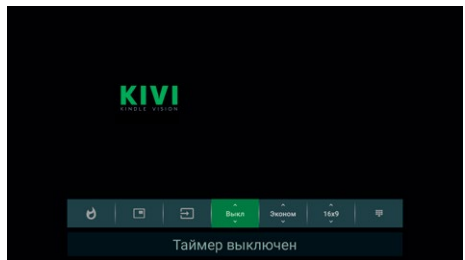 KIVI
KINDLE VISION
Выкл
Эконом
16x9
Таймер выключен